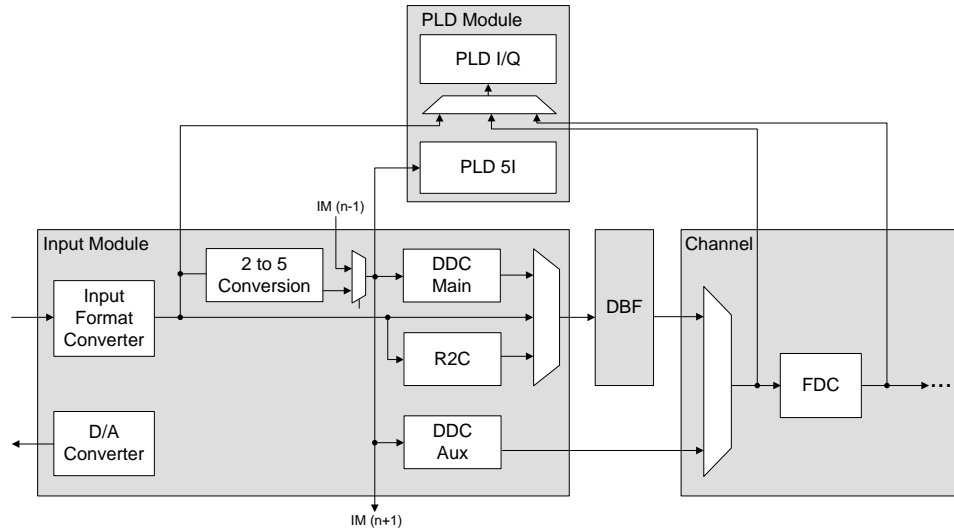 PLD Module
PLD I/Q
PLD 5I
IM (n-1)
Input Module
2 to 5
Conversion
DDC
Main
Input
Format
Converter
R2C
D/A
Converter
DDC
Aux
IM (n+1)
DBF
Channel
FDC
...